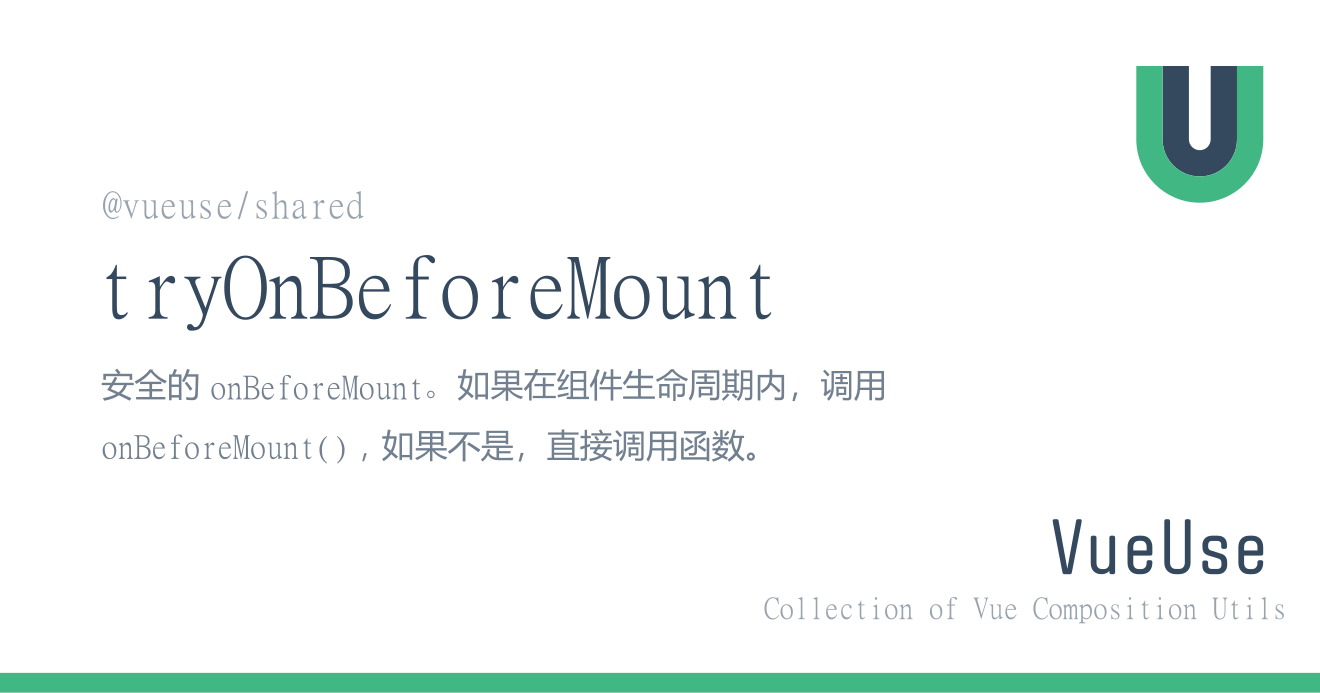 @vueuse/shared
tryOnBeforeMount
安全的 onBeforeMount。如果在组件生命周期内，调用
onBeforeMount()，如果不是，直接调用函数。
VueUse
Collection of Vue Composition Utils